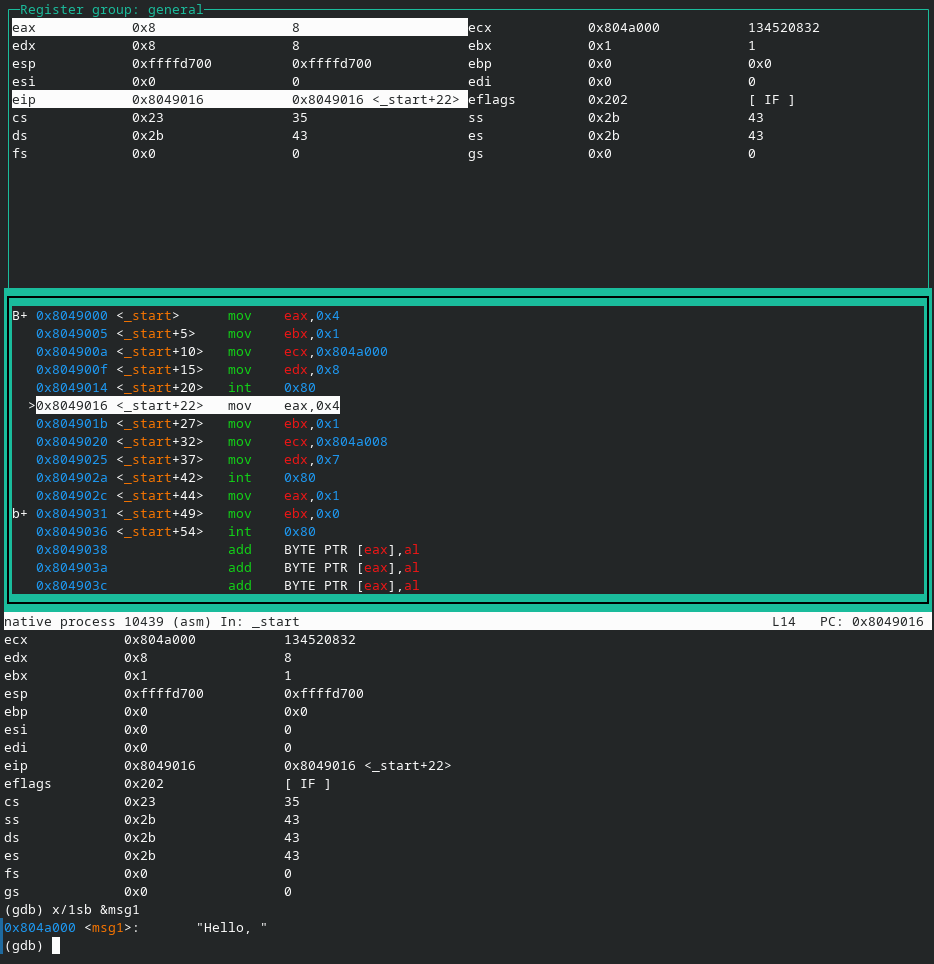 Register group: general
eax 0x8 8 ecx 0x804a000 134520832
edx 0x8 8 ebx 0x1 1
esp 0xffffd700 0xffffd700 ebp 0x0 0x0
esi 0x0 0 edi 0x0 0
eip 0x8049016 0x8049016 <_start+22> eflags 0x202 [ IF ]
cs 0x23 35 ss 0x2b 43
ds 0x2b 43 es 0x2b 43
fs 0x0 0 gs 0x0 0
B+ 0x8049000 <_start> mov eax,0x4
0x8049005 <_start+5> mov ebx,0x1
0x804900a <_start+10> mov ecx,0x804a000
0x804900f <_start+15> mov edx,0x8
0x8049014 <_start+20> int 0x80
>0x8049016 <_start+22> mov eax,0x4
0x804901b <_start+27> mov ebx,0x1
0x8049020 <_start+32> mov ecx,0x804a008
0x8049025 <_start+37> mov edx,0x7
0x804902a <_start+42> int 0x80
0x804902c <_start+44> mov eax,0x1
b+ 0x8049031 <_start+49> mov ebx,0x0
0x8049036 <_start+54> int 0x80
0x8049038 add BYTE PTR [eax],al
0x804903a add BYTE PTR [eax],al
0x804903c add BYTE PTR [eax],al
native process 10439 (asm) In: _start L14 PC: 0x8049016
ecx 0x804a000 134520832
edx 0x8 8
ebx 0x1 1
esp 0xffffd700 0xffffd700
ebp 0x0 0x0
esi 0x0 0
edi 0x0 0
eip 0x8049016 0x8049016 <_start+22>
eflags 0x202 [ IF ]
cs 0x23 35
ss 0x2b 43
ds 0x2b 43
es 0x2b 43
fs 0x0 0
gs 0x0 0
(gdb) x/1sb &msg1
0x804a000 <msg1>: "Hello, "
(gdb)